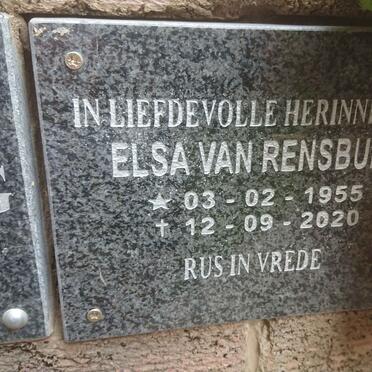 IN LIEFDEVOLLE HERINN
ELSA VAN RENSBU
★ 03 - 02 - 1955
✝ 12 - 09 - 2020
RUS IN VREDE